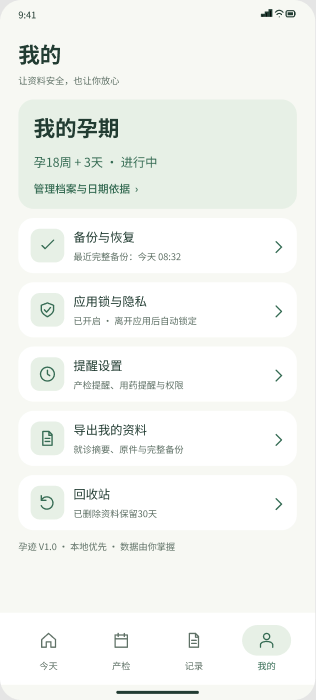 9:41
我的
让资料安全，也让你放心
我的孕期
孕18周 + 3天 · 进行中
管理档案与日期依据 ›
备份与恢复
最近完整备份：今天 08:32
应用锁与隐私
已开启 · 离开应用后自动锁定
提醒设置
产检提醒、用药提醒与权限
导出我的资料
就诊摘要、原件与完整备份
回收站
已删除资料保留30天
孕迹 V1.0 · 本地优先 · 数据由你掌握
今天 产检 记录 我的